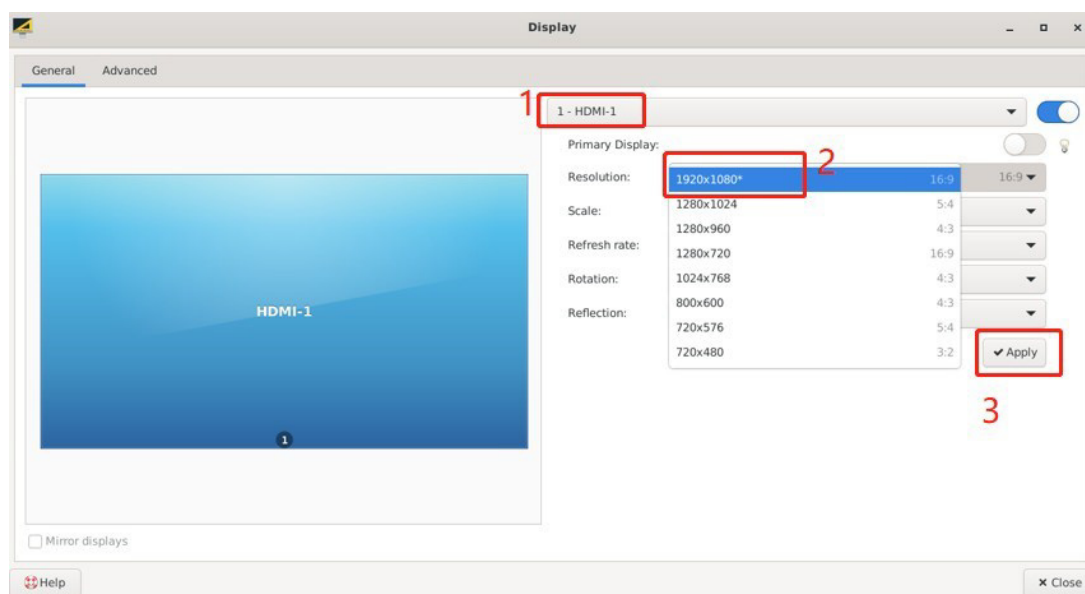 Display
General Advanced
1 1 - HDMI-1
Primary Display:
Resolution: 16:9
1920x1080* 16:9
2
1280x1024 5:4
1280x960 4:3
1280x720 16:9
1024x768 4:3
800x600 4:3
720x576 5:4
720x480 3:2
Scale:
Refresh rate:
Rotation:
Reflection:
Apply
3
HDMI-1
1
Mirror displays
Help Close